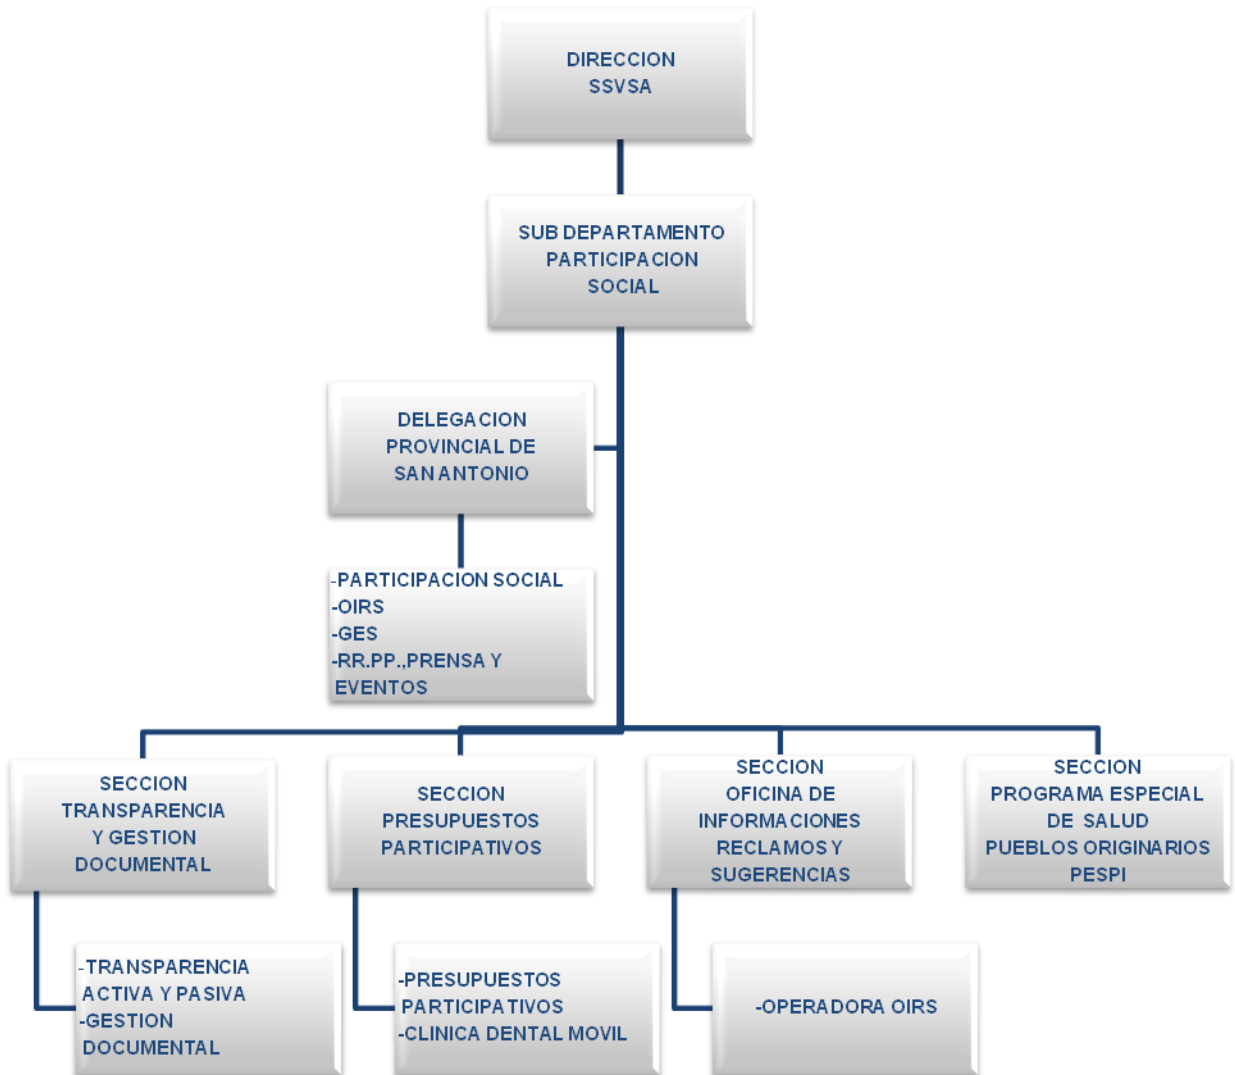 DIRECCION
SSVSA
SUB DEPARTAMENTO
PARTICIPACION
SOCIAL
DELEGACION
PROVINCIAL DE
SAN ANTONIO
-PARTICIPACION SOCIAL
-OIRS
-GES
-RR.PP.,PRENSA Y
EVENTOS
SECCION
TRANSPARENCIA
Y GESTION
DOCUMENTAL
SECCION
PRESUPUESTOS
PARTICIPATIVOS
SECCION
OFICINA DE
INFORMACIONES
RECLAMOS Y
SUGERENCIAS
SECCION
PROGRAMA ESPECIAL
DE SALUD
PUEBLOS ORIGINARIOS
PESPI
-TRANSPARENCIA
ACTIVA Y PASIVA
-GESTION
DOCUMENTAL
-PRESUPUESTOS
PARTICIPATIVOS
-CLINICA DENTAL MOVIL
-OPERADORA OIRS